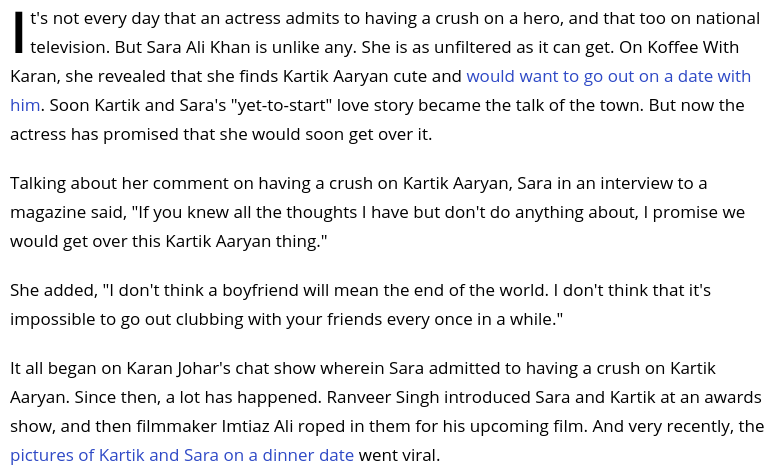 It's not every day that an actress admits to having a crush on a hero, and that too on national
television. But Sara Ali Khan is unlike any. She is as unfiltered as it can get. On Koffee With
Karan, she revealed that she finds Kartik Aaryan cute and would want to go out on a date with
him. Soon Kartik and Sara's "yet-to-start" love story became the talk of the town. But now the
actress has promised that she would soon get over it.
Talking about her comment on having a crush on Kartik Aaryan, Sara in an interview to a
magazine said, "If you knew all the thoughts I have but don't do anything about, I promise we
would get over this Kartik Aaryan thing."
She added, "I don't think a boyfriend will mean the end of the world. I don't think that it's
impossible to go out clubbing with your friends every once in a while."
It all began on Karan Johar's chat show wherein Sara admitted to having a crush on Kartik
Aaryan. Since then, a lot has happened. Ranveer Singh introduced Sara and Kartik at an awards
show, and then filmmaker Imtiaz Ali roped in them for his upcoming film. And very recently, the
pictures of Kartik and Sara on a dinner date went viral.